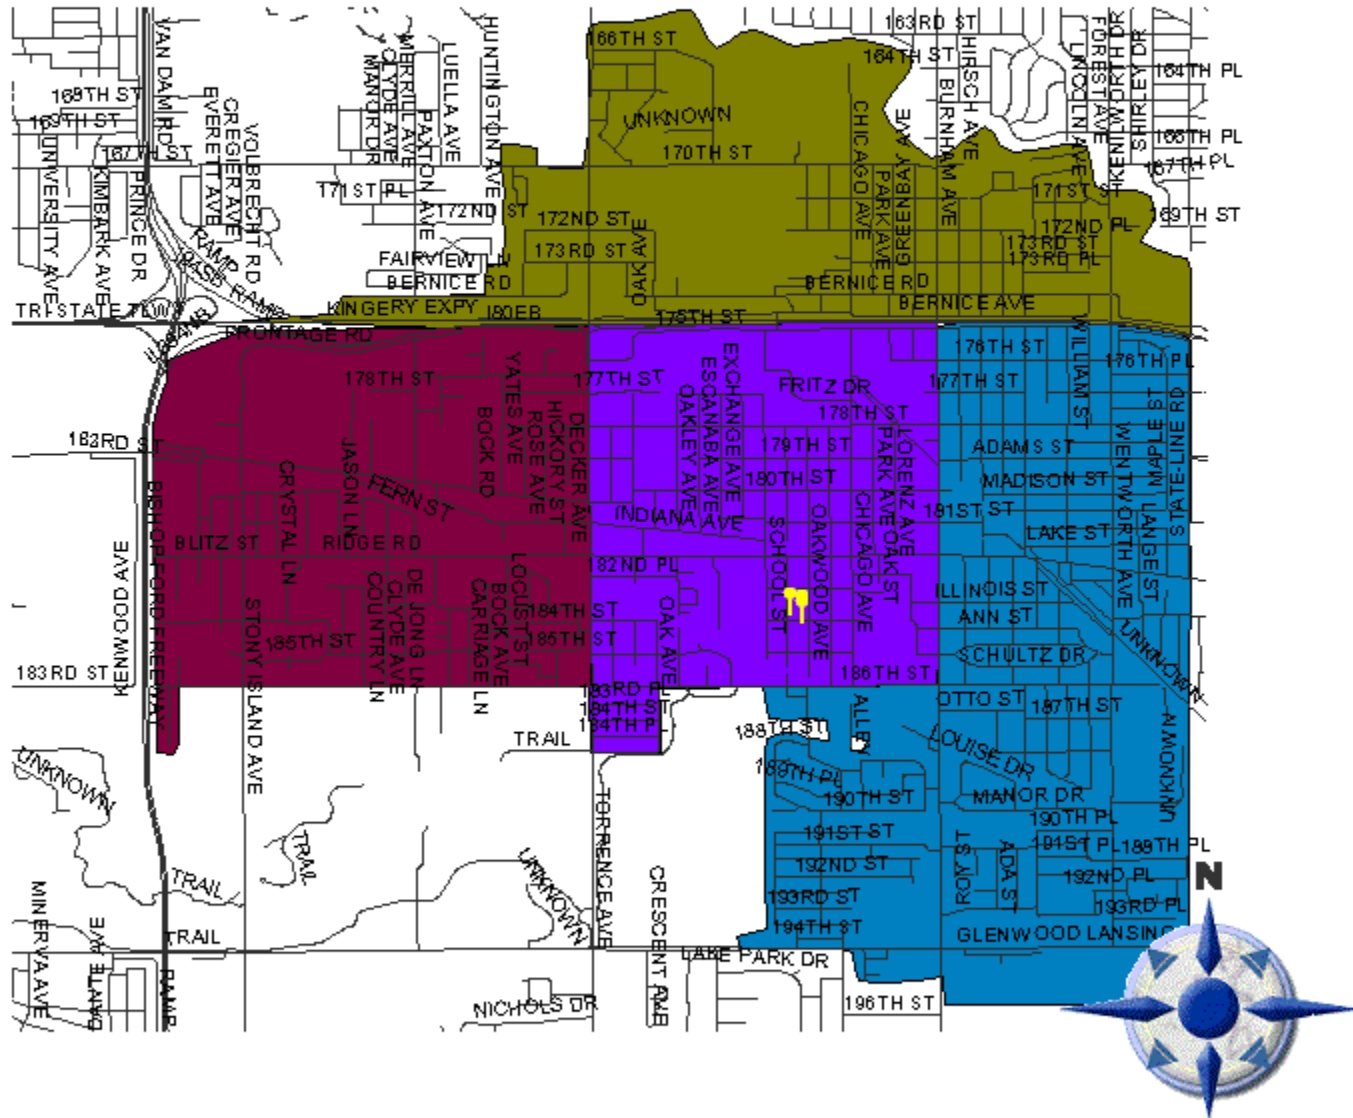 163RD ST
166TH ST
164TH ST
164TH PL
VAN DAM RD
HUNTINGTON AVE
LUELLA AVE
MERRILL AVE
CLYDE AVE
MANOR DR
PAXTON AVE
HIRSCH AVE
LINCOLN AVE
FOREST AVE
KENWORTH DR
SHIRLEY DR
168TH ST
169TH ST
EVERETT AVE
CREGIER AVE
VOLBRECHT RD
UNKNOWN
CHICAGO AVE
GREENBAY AVE
PARK AVE
BURNHAM AVE
166TH PL
167TH ST
170TH ST
167TH PL
UNIVERSITY AVE
KIMBARK AVE
PRINCE DR
171ST PL
171ST ST
172ND ST
172ND ST
172ND PL
169TH ST
RAMP
RAMP
RAMP
173RD ST
OAK AVE
173RD ST
173RD PL
FAIRVIEW LN
BERNICE RD
BERNICE RD
BERNICE AVE
TRI-STATE TLWY
KINGERY EXPY
I80EB
175TH ST
FRONTAGE RD
WILLIAM ST
176TH ST
176TH PL
178TH ST
177TH ST
177TH ST
YATES AVE
EXCHANGE AVE
ESCANABA AVE
OAKLEY AVE
FRITZ DR
178TH ST
BOCK RD
ROSE AVE
HICKORY ST
DECKER AVE
179TH ST
LORENZ AVE
PARK AVE
ADAMS ST
MAPLE ST
STATE-LINE RD
WENTWORTH AVE
LANGE ST
162RD ST
JASON LN
CRYSTAL LN
FERN ST
180TH ST
MADISON ST
BISHOP FORD FREEWAY
INDIANA AVE
SCHOOL ST
OAKWOOD AVE
CHICAGO AVE
OAK ST
181ST ST
LAKE ST
BLITZ ST
RIDGE RD
KENWOOD AVE
182ND PL
ILLINOIS ST
ANN ST
STONY ISLAND AVE
COUNTRY LN
CLYDE AVE
DE JONG LN
CARRIAGE LN
BOCK AVE
LOCUST ST
184TH ST
185TH ST
185TH ST
OAK AVE
SCHULTZ DR
UNKNOWN
183RD ST
186TH ST
183RD PL
184TH ST
184TH PL
ALLEY
OTTO ST
187TH ST
TRAIL
188TH ST
LOUISE DR
UNKNOWN
UNKNOWN
189TH PL
190TH ST
MANOR DR
190TH PL
TORRENCE AVE
TRAIL
191ST ST
191ST PL
188TH PL
UNKNOWN
CRESCENT
192ND ST
ROY ST
ADA ST
192ND PL
N
TRAIL
193RD ST
193RD PL
MINERVA AVE
DANTE AVE
TRAIL
194TH ST
GLENWOOD LANSING
RAMP
LAKE PARK DR
NICHOLS DR
196TH ST